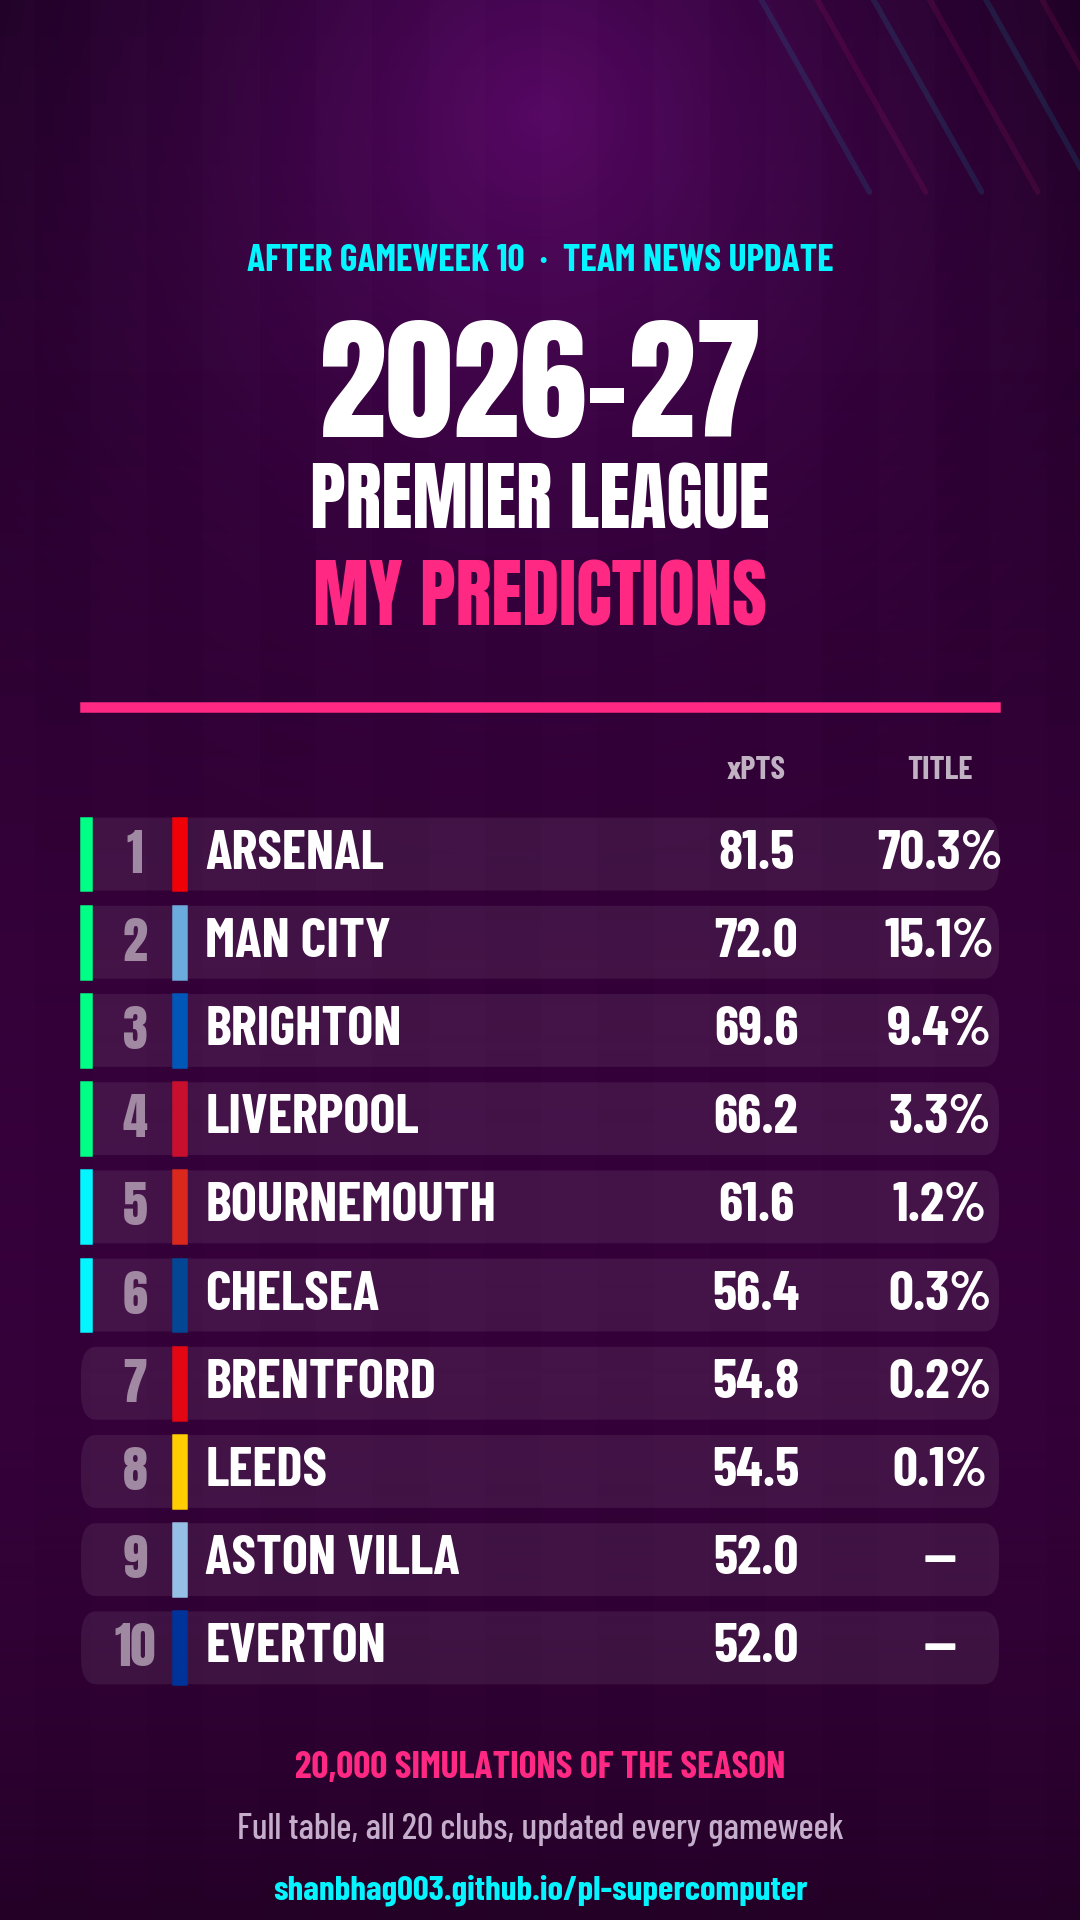 AFTER GAMEWEEK 10 · TEAM NEWS UPDATE
2026-27
PREMIER LEAGUE
MY PREDICTIONS
xPTS TITLE
1 ARSENAL 81.5 70.3%
2 MAN CITY 72.0 15.1%
3 BRIGHTON 69.6 9.4%
4 LIVERPOOL 66.2 3.3%
5 BOURNEMOUTH 61.6 1.2%
6 CHELSEA 56.4 0.3%
7 BRENTFORD 54.8 0.2%
8 LEEDS 54.5 0.1%
9 ASTON VILLA 52.0 –
10 EVERTON 52.0 –
20,000 SIMULATIONS OF THE SEASON
Full table, all 20 clubs, updated every gameweek
shanbhag003.github.io/pl-supercomputer